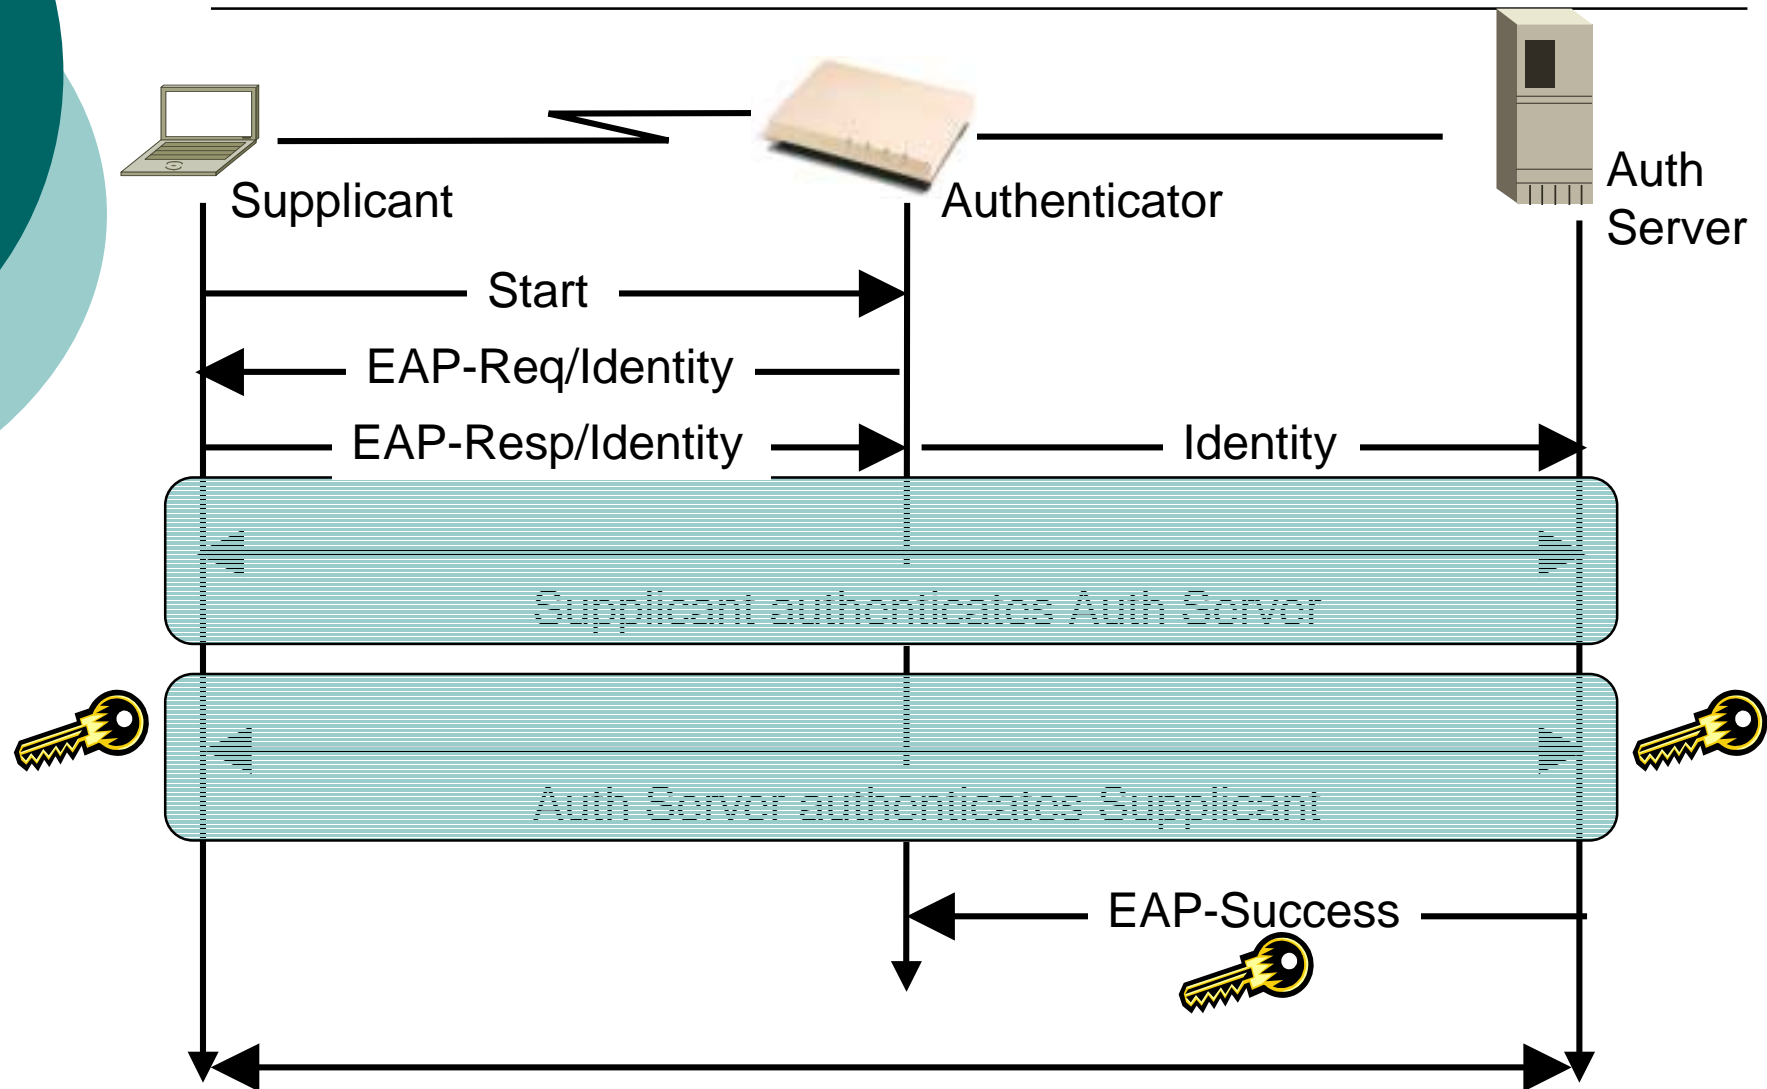 Supplicant
Authenticator
Auth
Server
Start
EAP-Req/Identity
EAP-Resp/Identity
Identity
Supplicant authenticates Auth Server
Auth Server authenticates Supplicant
EAP-Success